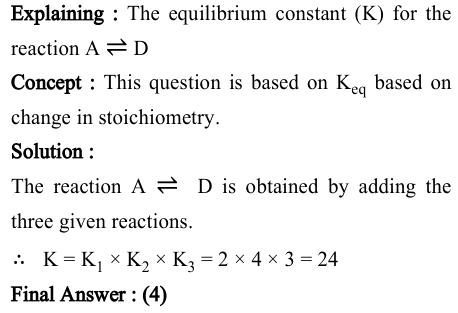 Explaining : The equilibrium constant (K) for the
reaction A ⇌ D
Concept : This question is based on K_eq based on
change in stoichiometry.
Solution :
The reaction A ⇌ D is obtained by adding the
three given reactions.
∴ K = K₁ × K₂ × K₃ = 2 × 4 × 3 = 24
Final Answer : (4)